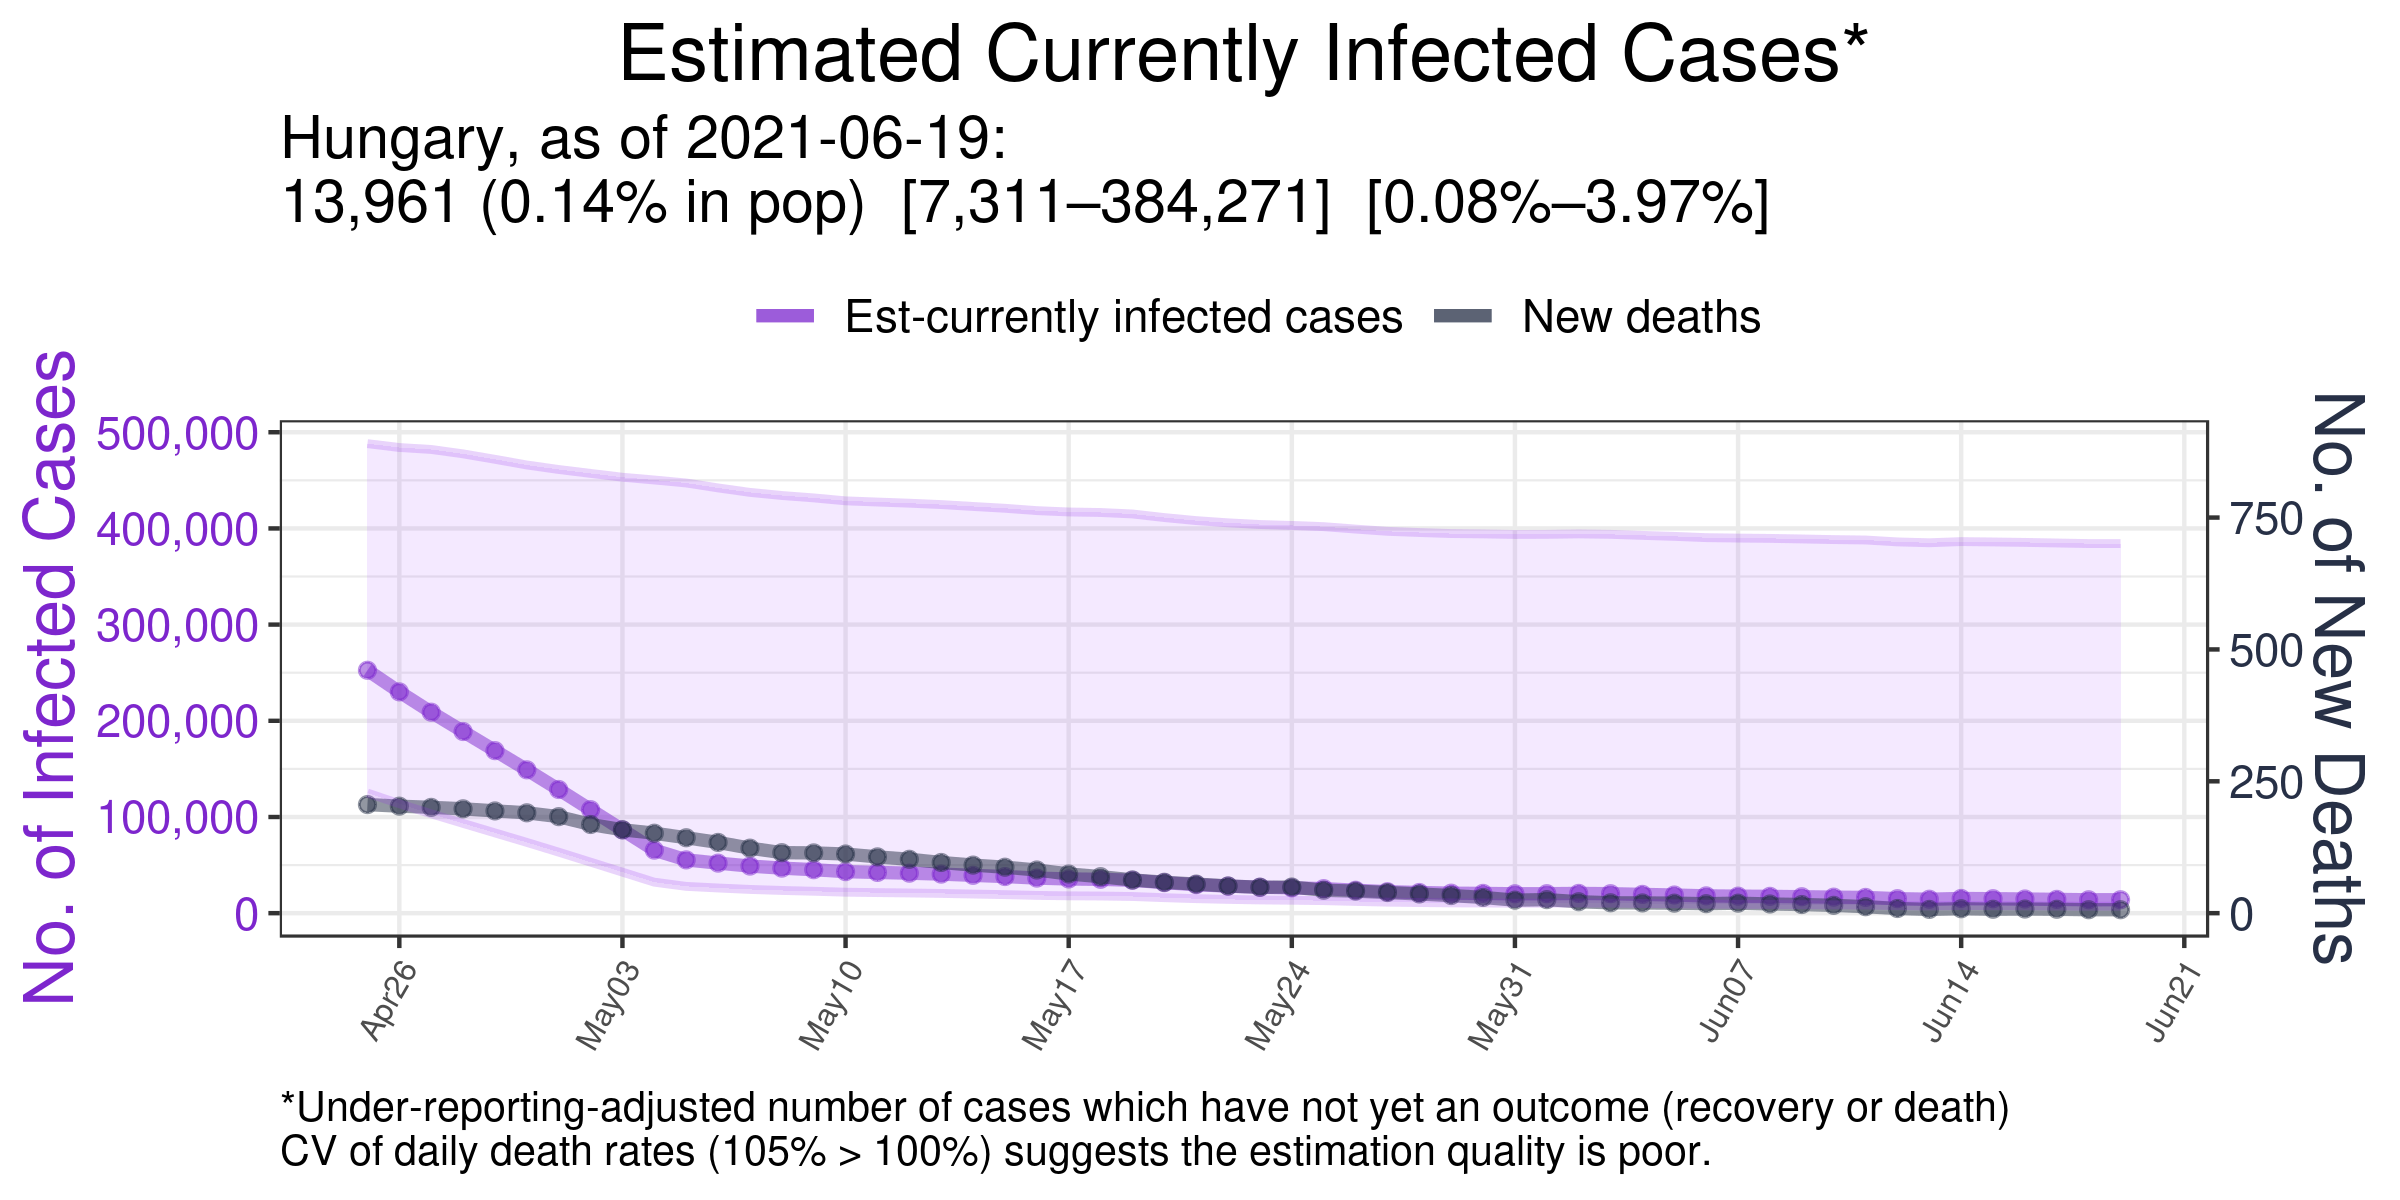 Estimated Currently Infected Cases*
Hungary, as of 2021-06-19:
13,961 (0.14% in pop)  [7,311–384,271]  [0.08%–3.97%]
Est-currently infected cases
New deaths
No. of Infected Cases
500,000
400,000
300,000
200,000
100,000
0
No. of New Deaths
750
500
250
0
Apr26
May03
May10
May17
May24
May31
Jun07
Jun14
Jun21
*Under-reporting-adjusted number of cases which have not yet an outcome (recovery or death)
CV of daily death rates (105% > 100%) suggests the estimation quality is poor.